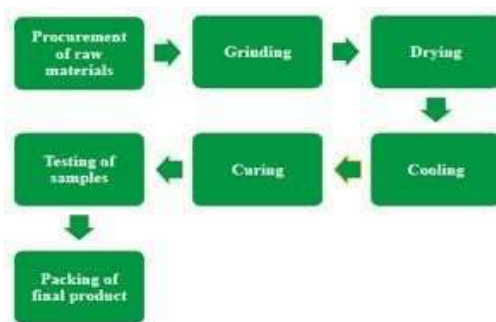 Procurement
of raw
materials
Grinding
Drying
Cooling
Curing
Testing of
samples
Packing of
final product